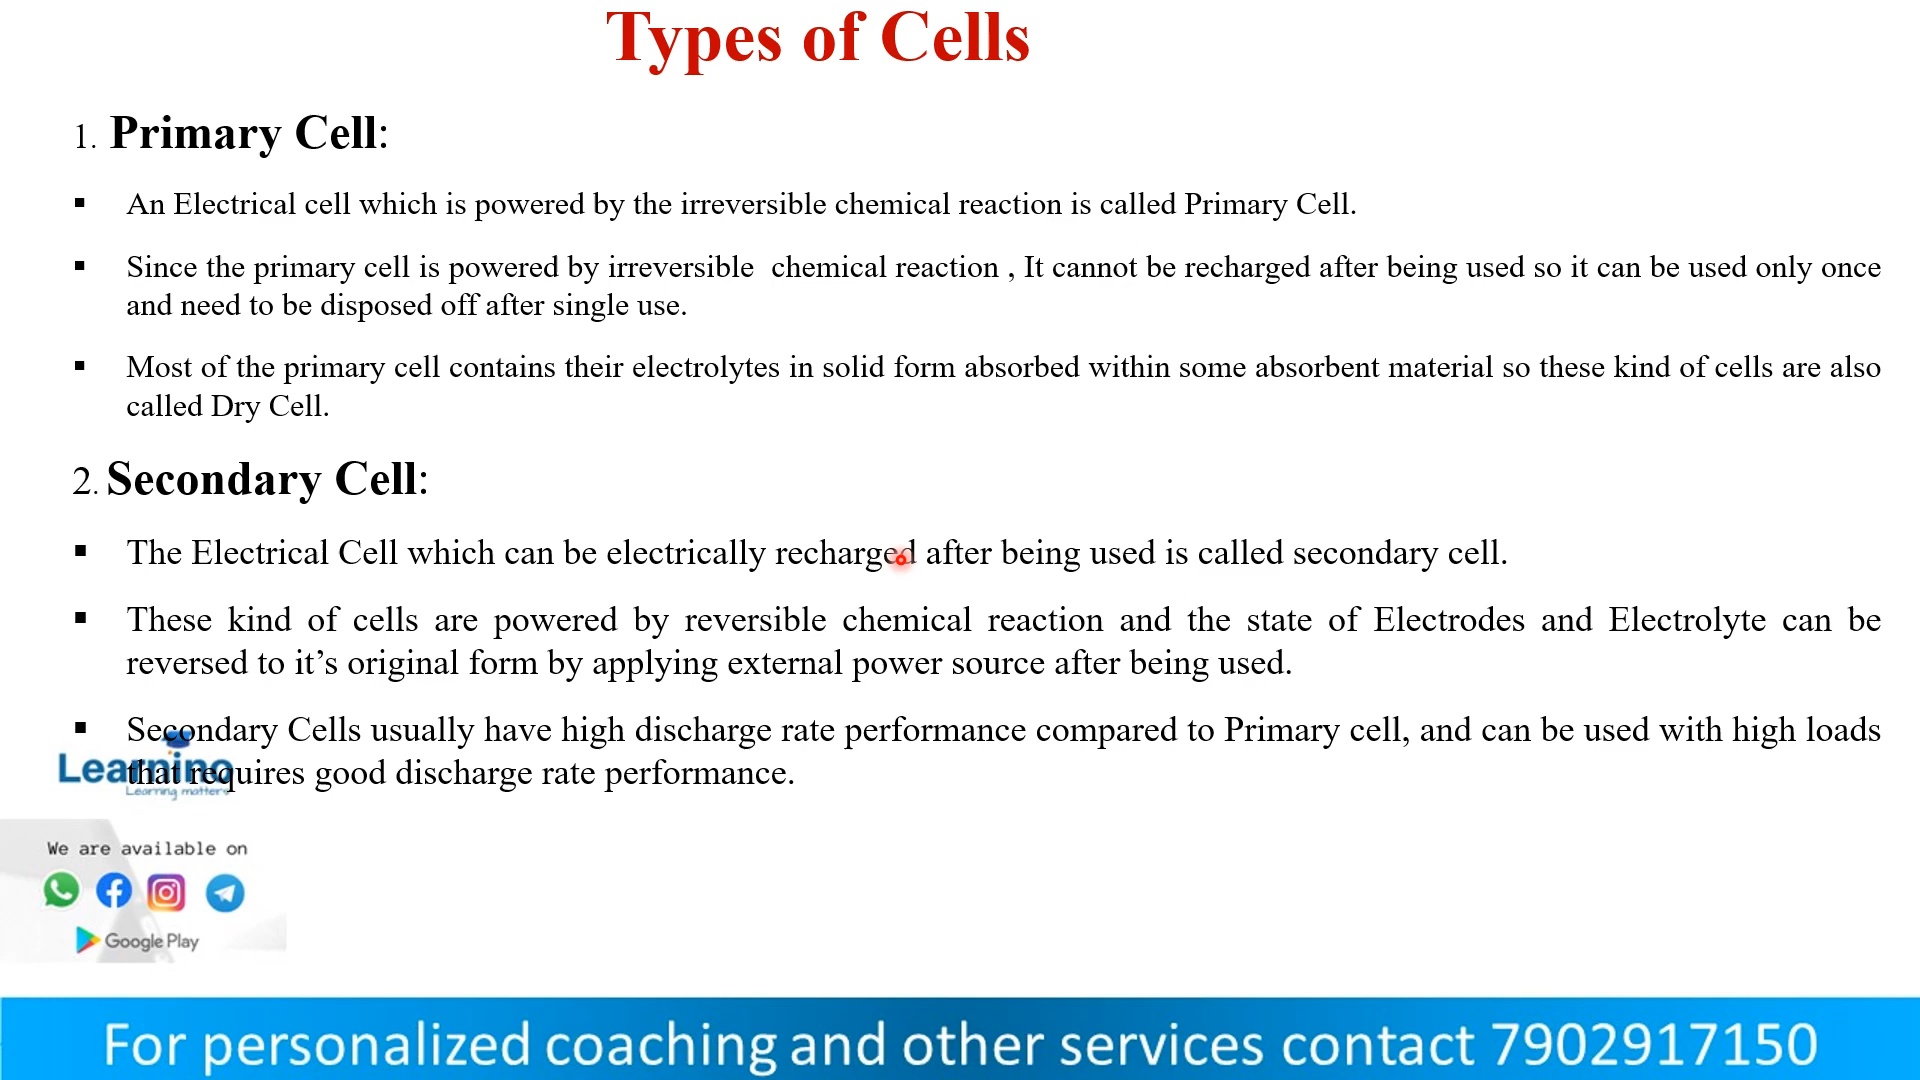 Types of Cells
1. Primary Cell:
▪ An Electrical cell which is powered by the irreversible chemical reaction is called Primary Cell.
▪ Since the primary cell is powered by irreversible  chemical reaction , It cannot be recharged after being used so it can be used only once
and need to be disposed off after single use.
▪ Most of the primary cell contains their electrolytes in solid form absorbed within some absorbent material so these kind of cells are also
called Dry Cell.
2. Secondary Cell:
▪ The Electrical Cell which can be electrically recharged after being used is called secondary cell.
▪ These kind of cells are powered by reversible chemical reaction and the state of Electrodes and Electrolyte can be
reversed to it’s original form by applying external power source after being used.
▪ Secondary Cells usually have high discharge rate performance compared to Primary cell, and can be used with high loads
that requires good discharge rate performance.
Learnino
Learning matters
We are available on
Google Play
For personalized coaching and other services contact 7902917150